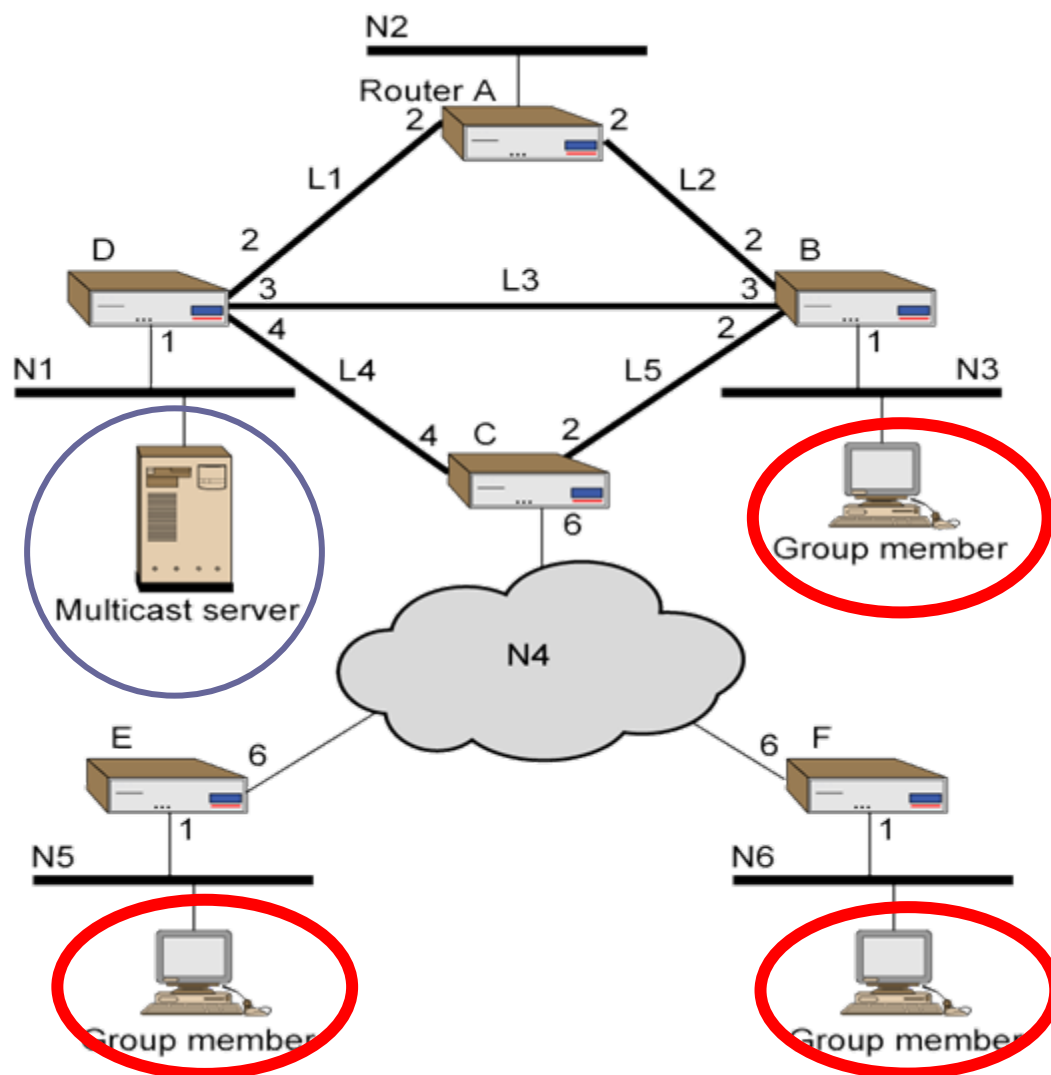 N2
Router A
2 2
L1 L2
D B
2 2
3 L3 3
4 2
1 1
N1 L4 L5 N3
4 2
C
6
Group member
Multicast server
N4
E F
6 6
1 1
N5 N6
Group member Group member